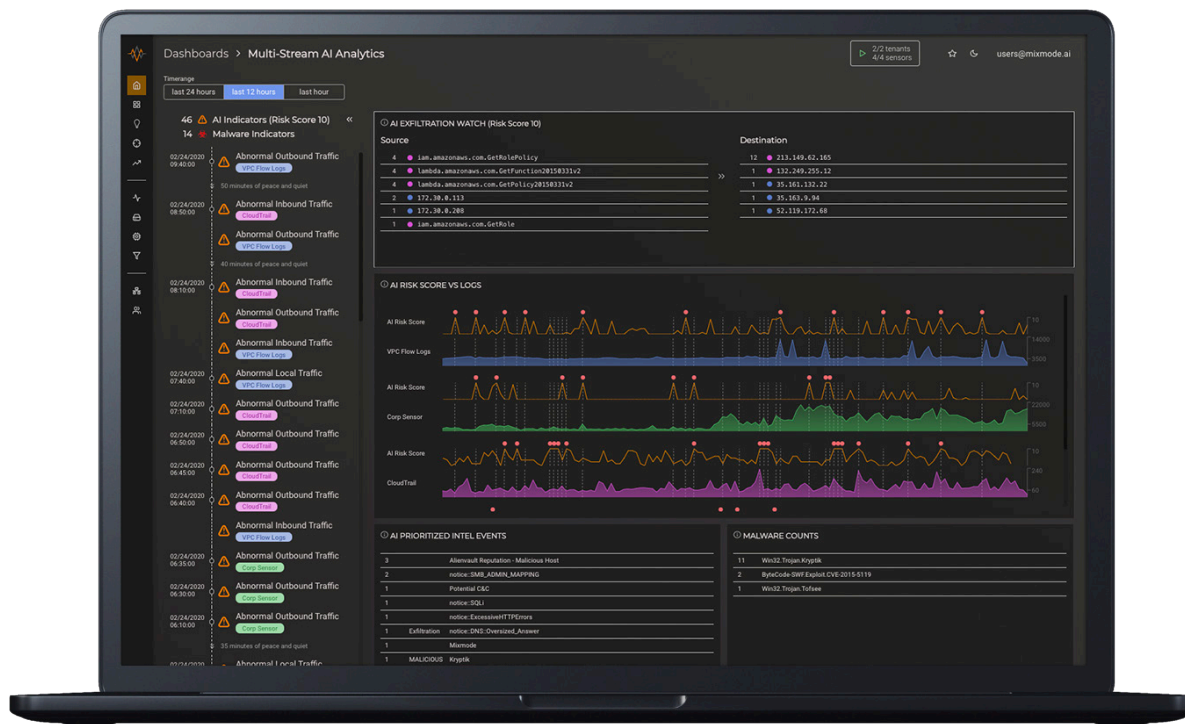 Dashboards > Multi-Stream AI Analytics
2/2 tenants
4/4 sensors
users@mixmode.ai
Timerange
last 24 hours
last 12 hours
last hour
46 AI Indicators (Risk Score 10) «
14 Malware Indicators
02/24/2020
09:40:00
Abnormal Outbound Traffic
VPC Flow Logs
50 minutes of peace and quiet
02/24/2020
08:50:00
Abnormal Inbound Traffic
CloudTrail
Abnormal Outbound Traffic
VPC Flow Logs
40 minutes of peace and quiet
02/24/2020
08:10:00
Abnormal Inbound Traffic
CloudTrail
Abnormal Outbound Traffic
CloudTrail
Abnormal Inbound Traffic
VPC Flow Logs
02/24/2020
07:40:00
Abnormal Local Traffic
VPC Flow Logs
02/24/2020
07:10:00
Abnormal Outbound Traffic
CloudTrail
02/24/2020
06:50:00
Abnormal Outbound Traffic
CloudTrail
02/24/2020
06:45:00
Abnormal Outbound Traffic
CloudTrail
02/24/2020
06:40:00
Abnormal Outbound Traffic
CloudTrail
Abnormal Inbound Traffic
VPC Flow Logs
02/24/2020
06:35:00
Abnormal Outbound Traffic
Corp Sensor
02/24/2020
06:30:00
Abnormal Outbound Traffic
Corp Sensor
02/24/2020
06:10:00
Abnormal Outbound Traffic
Corp Sensor
35 minutes of peace and quiet
02/24/2020
Abnormal Local Traffic
AI EXFILTRATION WATCH (Risk Score 10)
Source
4 iam.amazonaws.com.GetRolePolicy
4 lambda.amazonaws.com.GetFunction20150331v2
4 lambda.amazonaws.com.GetPolicy20150331v2
2 172.30.0.113
1 172.30.0.208
1 iam.amazonaws.com.GetRole
»
Destination
12 213.149.62.165
1 132.249.255.12
1 35.161.132.22
1 35.163.9.94
1 52.119.172.68
AI RISK SCORE VS LOGS
AI Risk Score
10
VPC Flow Logs
14000
3500
AI Risk Score
10
Corp Sensor
22000
5500
AI Risk Score
10
CloudTrail
240
60
AI PRIORITIZED INTEL EVENTS
3 Alienvault Reputation - Malicious Host
2 notice::SMB_ADMIN_MAPPING
1 Potential C&C
1 notice::SQLi
1 notice::ExcessiveHTTPErrors
1 Exfiltration notice::DNS::Oversized_Answer
1 Mixmode
1 MALICIOUS Kryptik
MALWARE COUNTS
11 Win32.Trojan.Kryptik
2 ByteCode-SWF.Exploit.CVE-2015-5119
1 Win32.Trojan.Tofsee